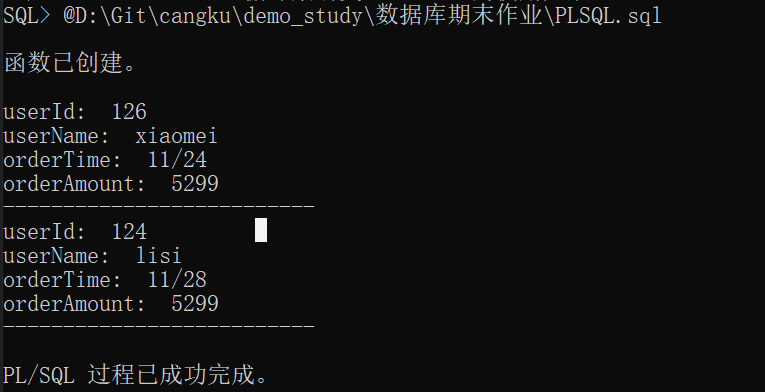 SQL> @D:\Git\cangku\demo_study\数据库期末作业\PLSQL.sql
函数已创建。
userId:  126
userName:  xiaomei
orderTime:  11/24
orderAmount:  5299
--------------------------
userId:  124
userName:  lisi
orderTime:  11/28
orderAmount:  5299
--------------------------
PL/SQL 过程已成功完成。